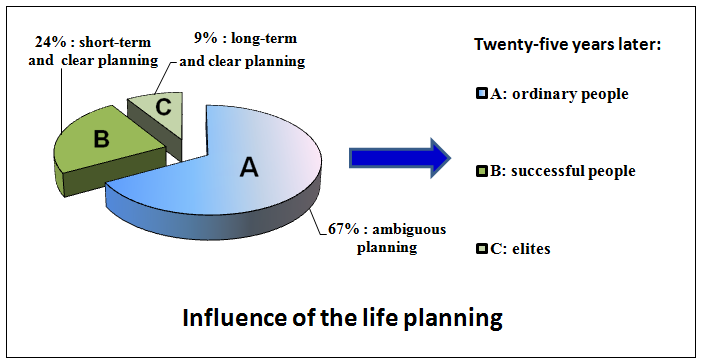 24% : short-term
and clear planning
9% : long-term
and clear planning
C
B
A
67% : ambiguous
planning
Twenty-five years later:
A: ordinary people
B: successful people
C: elites
Influence of the life planning